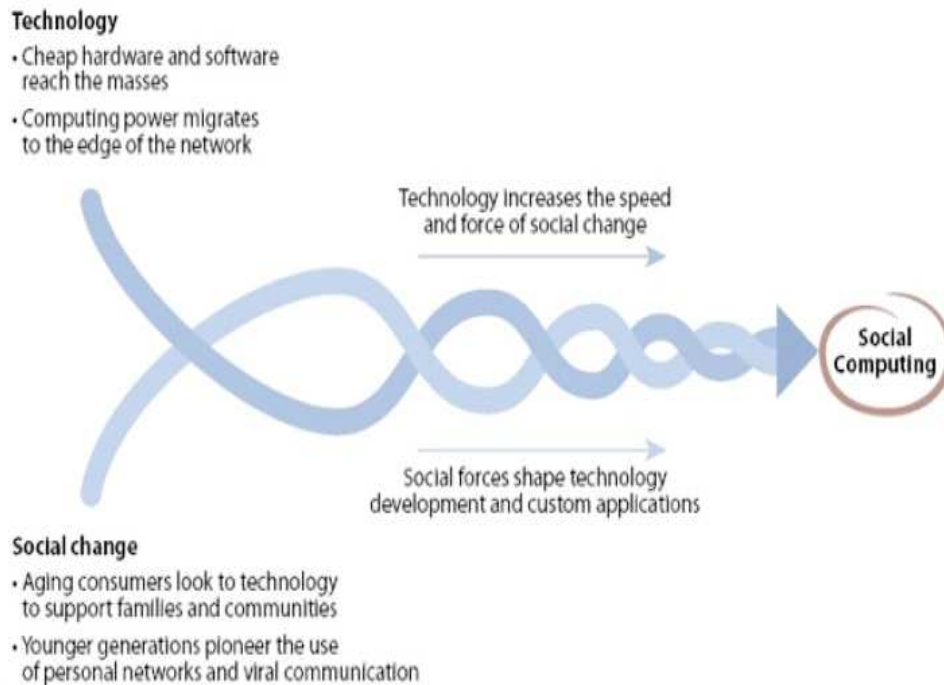 Technology
• Cheap hardware and software
reach the masses
• Computing power migrates
to the edge of the network
Technology increases the speed
and force of social change
Social
Computing
Social forces shape technology
development and custom applications
Social change
• Aging consumers look to technology
to support families and communities
• Younger generations pioneer the use
of personal networks and viral communication